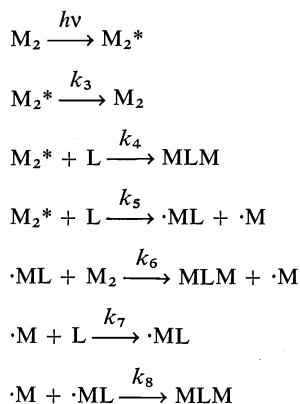 M₂ —hν→ M₂*
M₂* —k₃→ M₂
M₂* + L —k₄→ MLM
M₂* + L —k₅→ ·ML + ·M
·ML + M₂ —k₆→ MLM + ·M
·M + L —k₇→ ·ML
·M + ·ML —k₈→ MLM